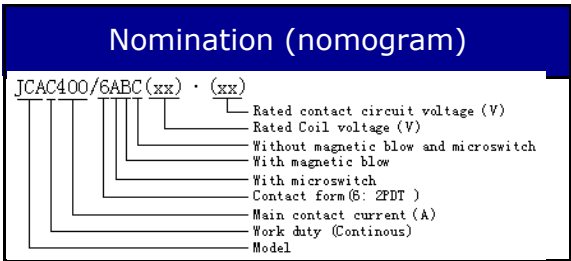 Nomination (nomogram)
JCAC400/6ABC(xx) · (xx)
Rated contact circuit voltage (V)
Rated Coil voltage (V)
Without magnetic blow and microswitch
With magnetic blow
With microswitch
Contact form(6: 2PDT )
Main contact current (A)
Work duty (Continous)
Model